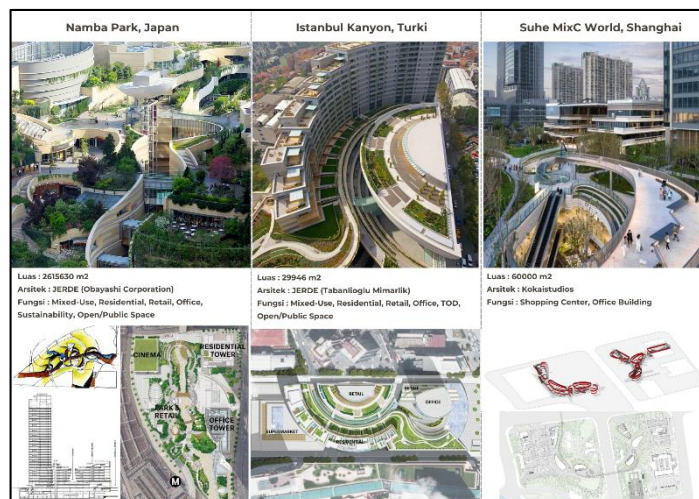 Namba Park, Japan
Luas : 2615630 m2
Arsitek : JERDE (Obayashi Corporation)
Fungsi : Mixed-Use, Residential, Retail, Office,
Sustainability, Open/Public Space
CINEMA
RESIDENTIAL
TOWER
PARK &
RETAIL
OFFICE
TOWER
M
Istanbul Kanyon, Turki
Luas : 29946 m2
Arsitek : JERDE (Tabanlioglu Mimarlik)
Fungsi : Mixed-Use, Residential, Retail, Office, TOD,
Open/Public Space
RETAIL
OFFICE
SUPERMARKET
RESIDENTIAL
Suhe MixC World, Shanghai
Luas : 60000 m2
Arsitek : Kokaistudios
Fungsi : Shopping Center, Office Building